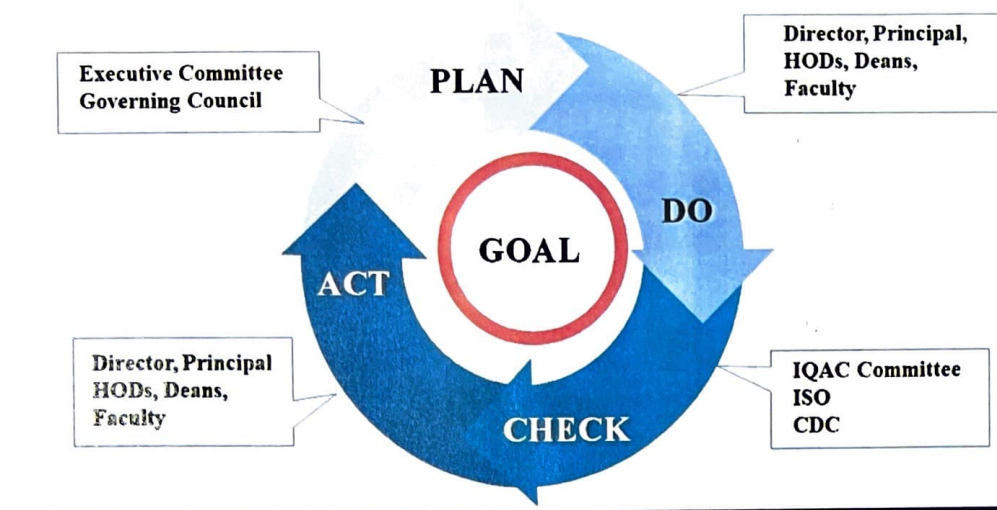 Executive Committee
Governing Council
PLAN
Director, Principal,
HODs, Deans,
Faculty
DO
GOAL
ACT
Director, Principal
HODs, Deans,
Faculty
CHECK
IQAC Committee
ISO
CDC